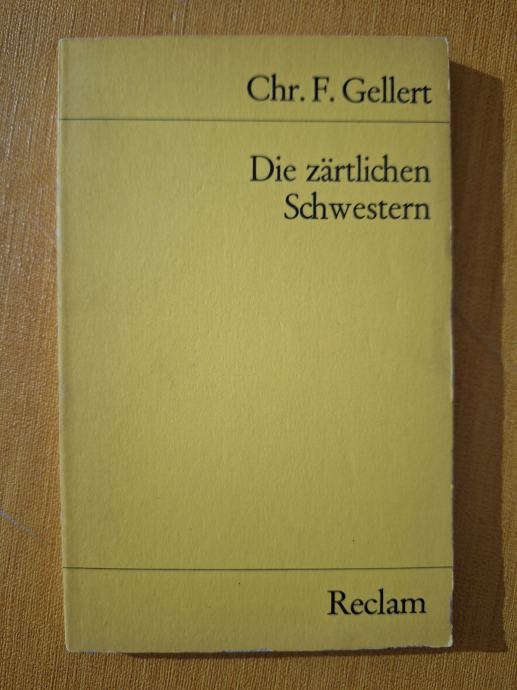 Chr. F. Gellert
Die zärtlichen
Schwestern
Reclam